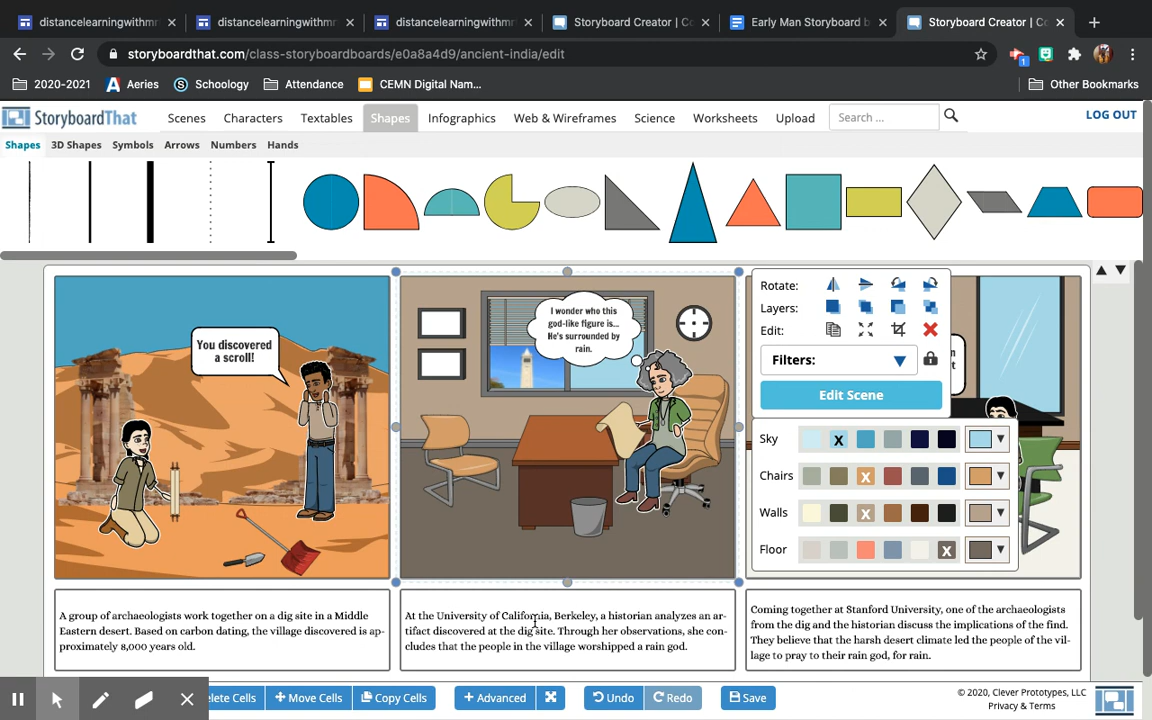 distancelearningwithmr
distancelearningwithmr
distancelearningwithmr
Storyboard Creator | Co
Early Man Storyboard b
Storyboard Creator | Co
storyboardthat.com/class-storyboardboards/e0a8a4d9/ancient-india/edit
1
2020-2021
Aeries
Schoology
Attendance
CEMN Digital Nam...
Other Bookmarks
StoryboardThat
Scenes
Characters
Textables
Shapes
Infographics
Web & Wireframes
Science
Worksheets
Upload
Search ...
LOG OUT
Shapes
3D Shapes
Symbols
Arrows
Numbers
Hands
You discovered
a scroll!
I wonder who this
god-like figure is...
He's surrounded by
rain.
Rotate:
Layers:
Edit:
Filters:
Edit Scene
Sky
Chairs
Walls
Floor
A group of archaeologists work together on a dig site in a Middle
Eastern desert. Based on carbon dating, the village discovered is ap-
proximately 8,000 years old.
At the University of California, Berkeley, a historian analyzes an ar-
tifact discovered at the dig site. Through her observations, she con-
cludes that the people in the village worshipped a rain god.
Coming together at Stanford University, one of the archaeologists
from the dig and the historian discuss the implications of the find.
They believe that the harsh desert climate led the people of the vil-
lage to pray to their rain god, for rain.
elete Cells
Move Cells
Copy Cells
+ Advanced
Undo
Redo
Save
© 2020, Clever Prototypes, LLC
Privacy & Terms